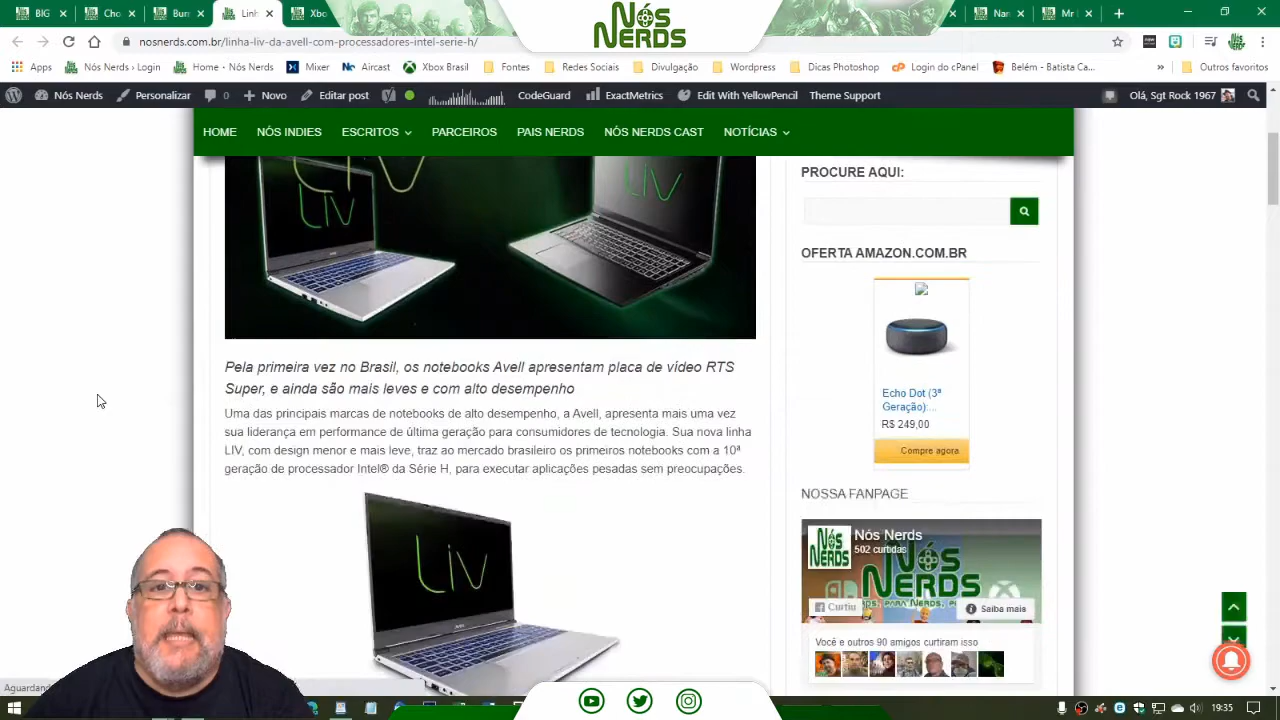 BIG
Bur
Linh
Xbo
Nar
Mr
NÓS
NERDS
nosnerds.com.br/linha-liv-da-avell-com-processadores-intel-serie-h/
Apps
Nós Nerds › Login
Home - Nós Nerds
Mixer
Aircast
Xbox Brasil
Fontes
Redes Sociais
Divulgação
Wordpress
Dicas Photoshop
Login do cPanel
Belém - Batista Ca...
Outros favoritos
Nós Nerds
Personalizar
0
Novo
Editar post
CodeGuard
ExactMetrics
Edit With YellowPencil
Theme Support
Olá, Sgt Rock 1967
HOME
NÓS INDIES
ESCRITOS
PARCEIROS
PAIS NERDS
NÓS NERDS CAST
NOTÍCIAS
LIV
LIV
LIV
Pela primeira vez no Brasil, os notebooks Avell apresentam placa de vídeo RTS
Super, e ainda são mais leves e com alto desempenho
Uma das principais marcas de notebooks de alto desempenho, a Avell, apresenta mais uma vez
sua liderança em performance de última geração para consumidores de tecnologia. Sua nova linha
LIV, com design menor e mais leve, traz ao mercado brasileiro os primeiros notebooks com a 10ª
geração de processador Intel® da Série H, para executar aplicações pesadas sem preocupações.
LIV
PROCURE AQUI:
OFERTA AMAZON.COM.BR
Echo Dot (3ª
Geração):...
R$ 249,00
Compre agora
NOSSA FANPAGE
NÓS
NERDS
Nós Nerds
502 curtidas
NÓS
NERDS
Curtiu
Saiba mais
Você e outros 90 amigos curtiram isso
Aguardan
19:35